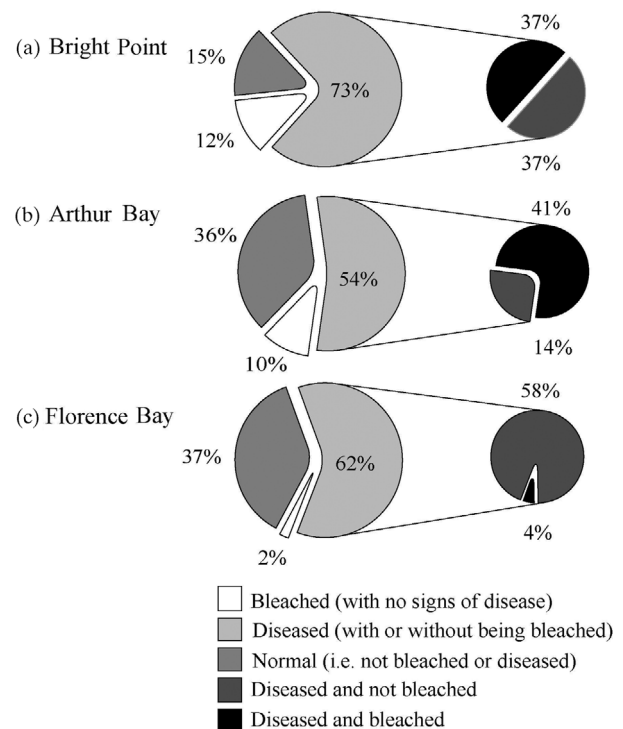 37%
(a) Bright Point
15%
73%
12%
37%
41%
(b) Arthur Bay
36%
54%
10%
14%
58%
(c) Florence Bay
37%
62%
2%
4%
Bleached (with no signs of disease)
Diseased (with or without being bleached)
Normal (i.e. not bleached or diseased)
Diseased and not bleached
Diseased and bleached